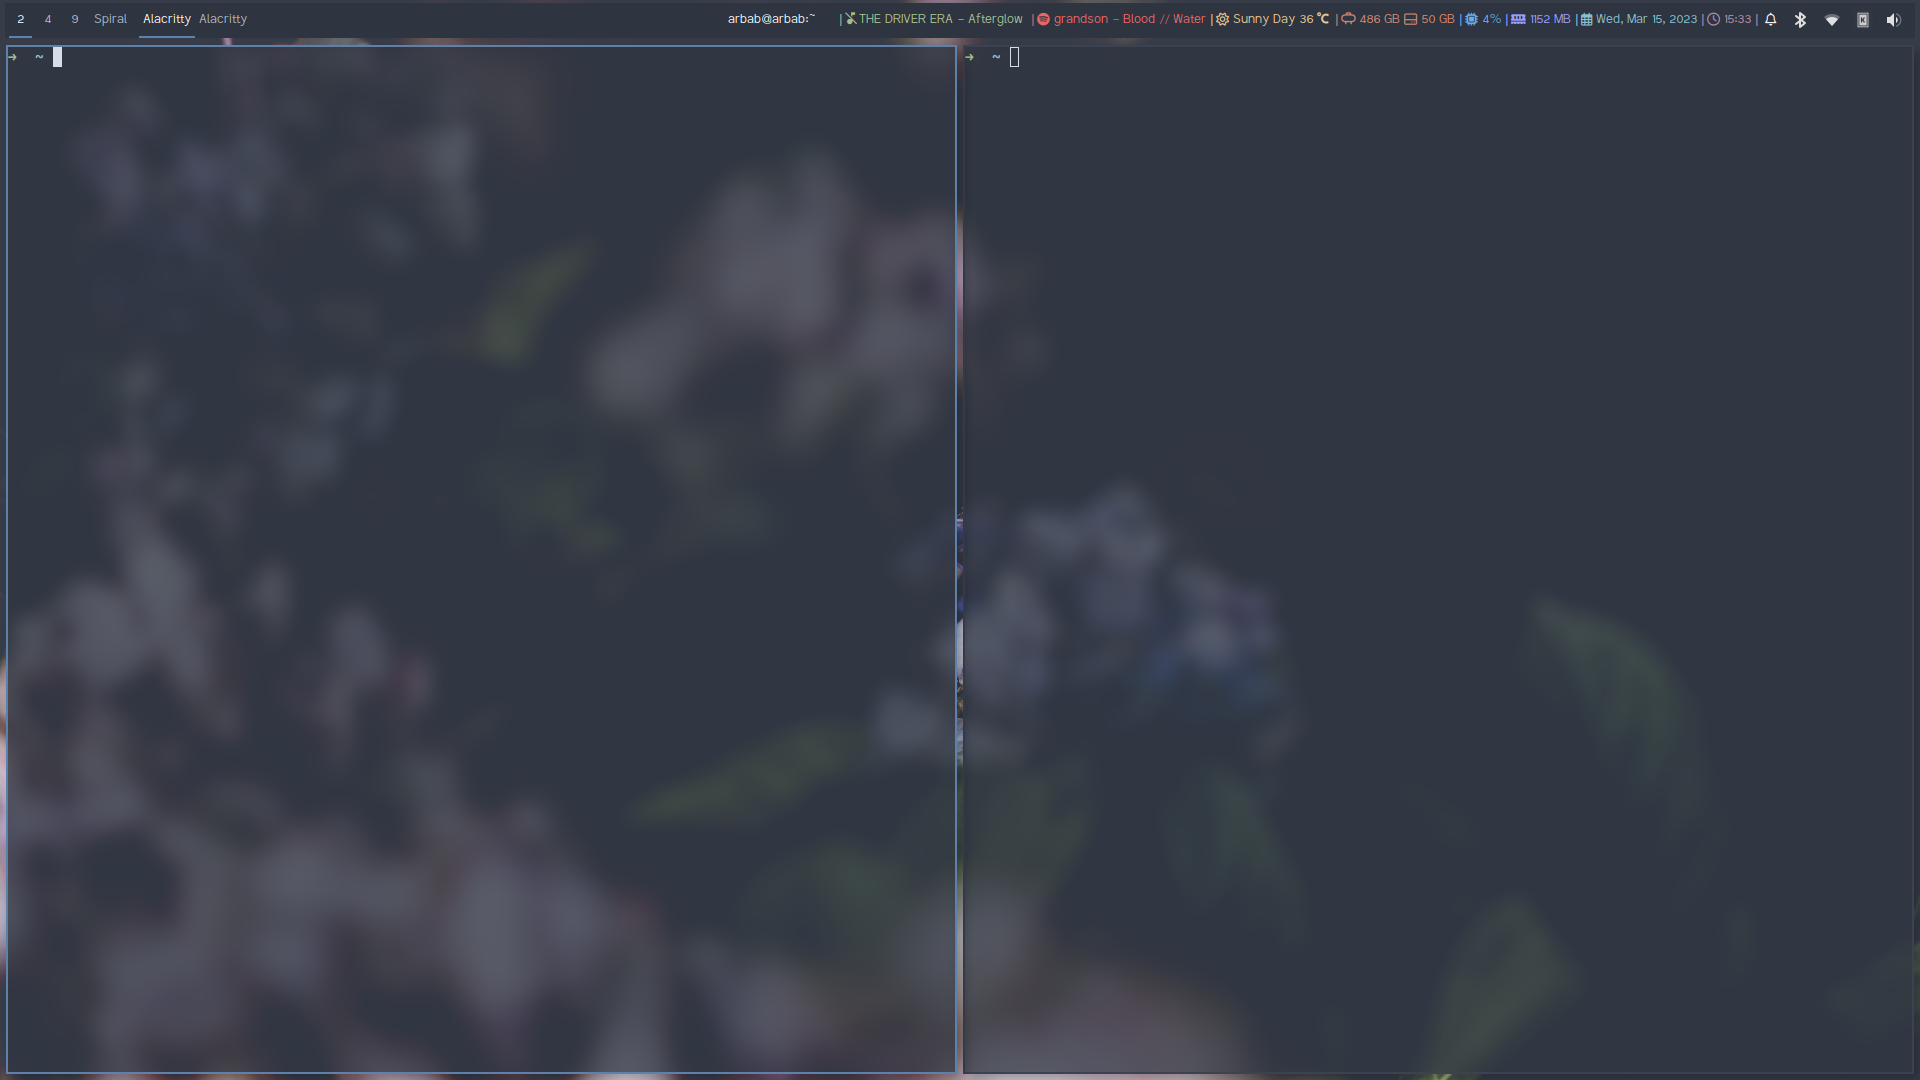 2 4 9 Spiral Alacritty Alacritty arbab@arbab:~ | THE DRIVER ERA – Afterglow | grandson – Blood // Water | Sunny Day 36 °C | 486 GB 50 GB | 4% | 1152 MB | Wed, Mar 15, 2023 | 15:33 |
→ ~
→ ~